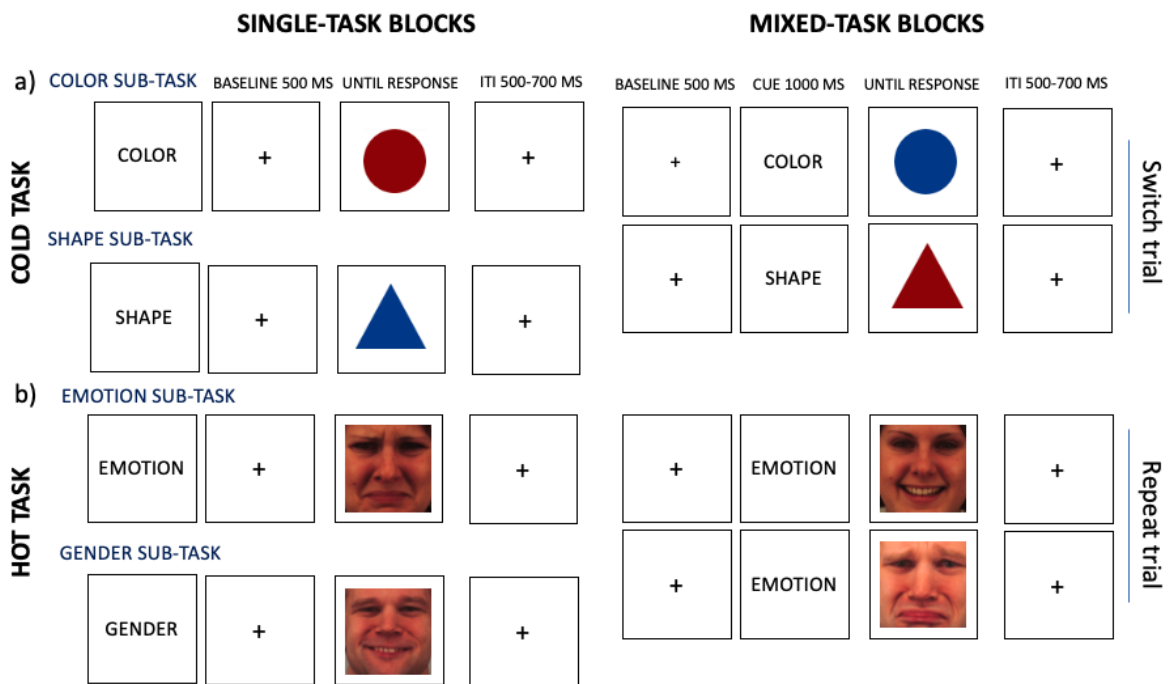 SINGLE-TASK BLOCKS
MIXED-TASK BLOCKS
a)
COLOR SUB-TASK
BASELINE 500 MS
UNTIL RESPONSE
ITI 500-700 MS
BASELINE 500 MS
CUE 1000 MS
UNTIL RESPONSE
ITI 500-700 MS
COLD TASK
COLOR
+
+
+
COLOR
+
Switch trial
SHAPE SUB-TASK
SHAPE
+
+
+
SHAPE
+
b)
EMOTION SUB-TASK
HOT TASK
EMOTION
+
+
+
EMOTION
+
Repeat trial
GENDER SUB-TASK
GENDER
+
+
+
EMOTION
+